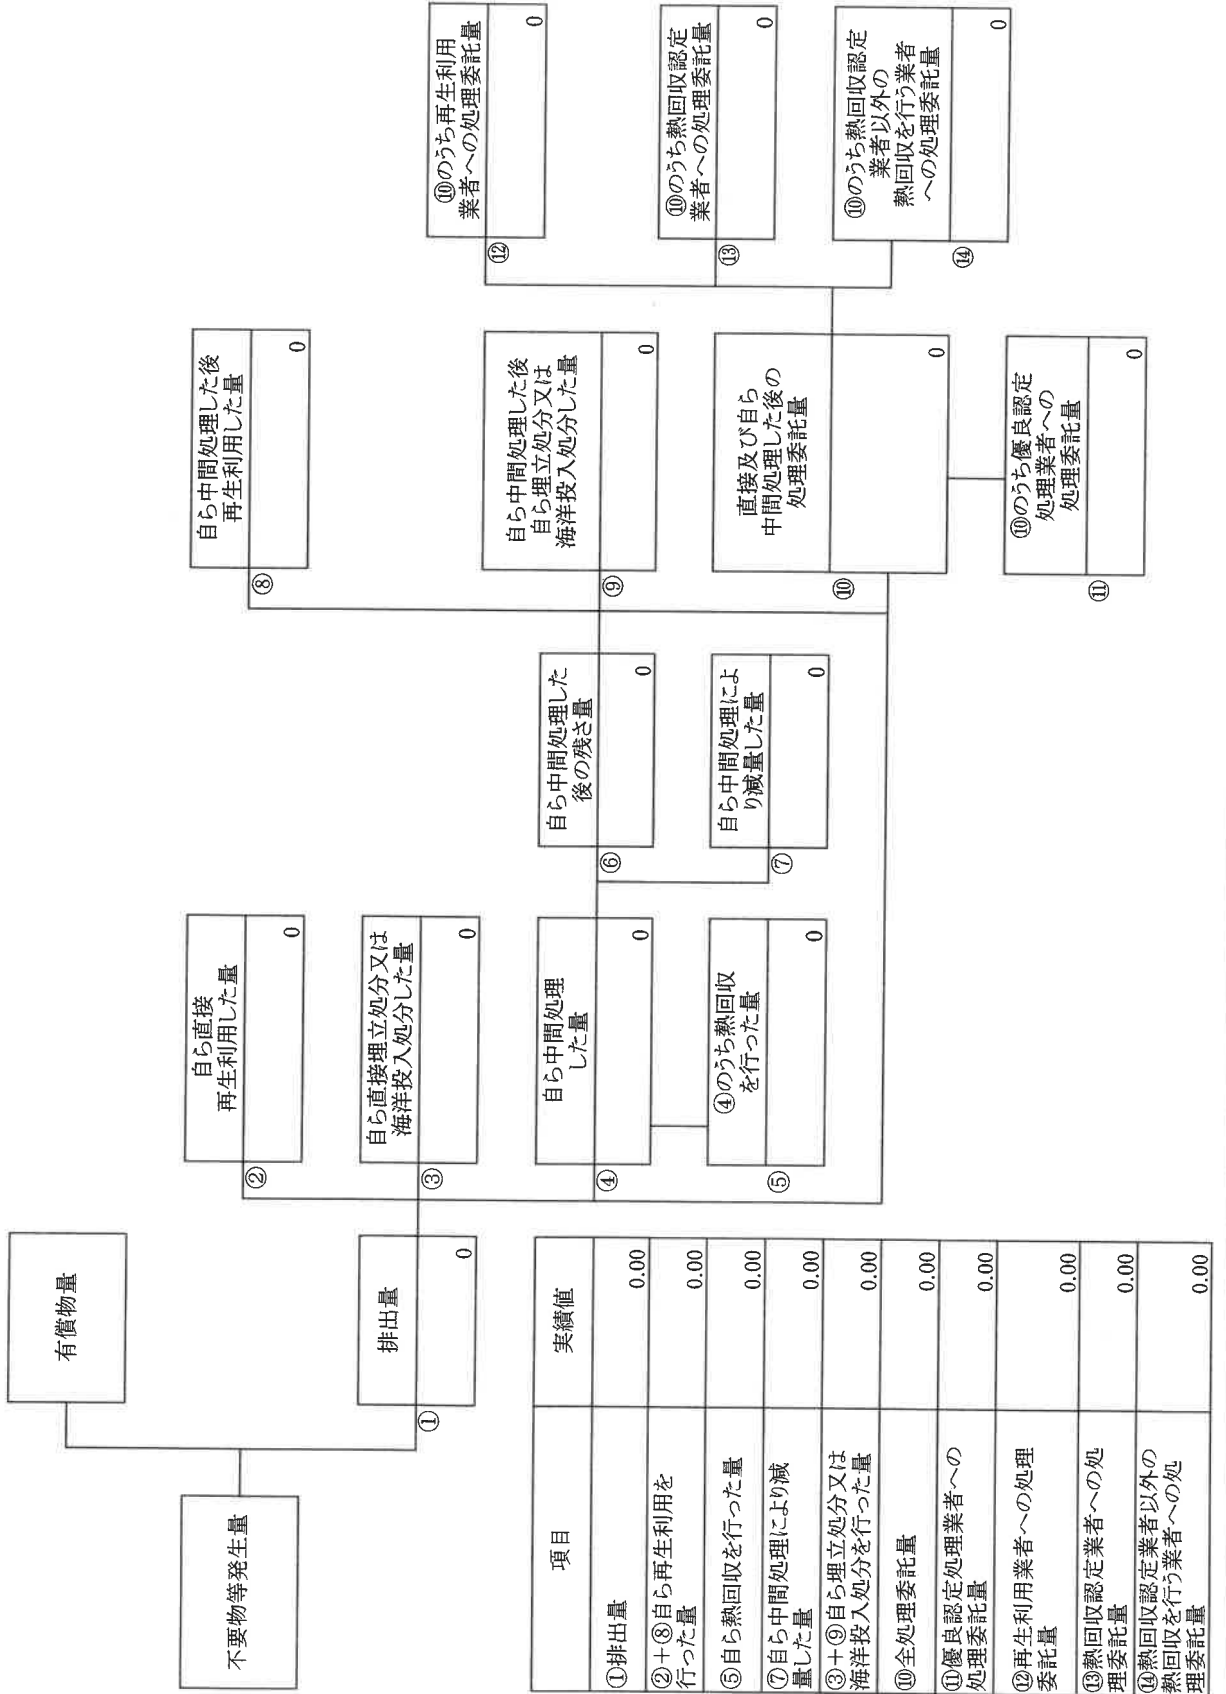 不要物等発生量
有償物量
①
排出量
0
②
自ら直接
再生利用した量
0
③
自ら直接埋立処分又は
海洋投入処分した量
0
④
自ら中間処理
した量
0
⑤
④のうち熱回収
を行った量
0
⑥
自ら中間処理した
後の残さ量
0
⑦
自ら中間処理によ
り減量した量
0
⑧
自ら中間処理した後
再生利用した量
0
⑨
自ら中間処理した後
自ら埋立処分又は
海洋投入処分した量
0
⑩
直接及び自ら
中間処理した後の
処理委託量
0
⑪
⑩のうち優良認定
処理業者への
処理委託量
0
⑫
⑩のうち再生利用
業者への処理委託量
0
⑬
⑩のうち熱回収認定
業者への処理委託量
0
⑭
⑩のうち熱回収認定
業者以外の
熱回収を行う業者
への処理委託量
0
項目 実績値
①排出量 0.00
②+⑧自ら再生利用を
行った量 0.00
⑤自ら熱回収を行った量 0.00
⑦自ら中間処理により減
量した量 0.00
③+⑨自ら埋立処分又は
海洋投入処分を行った量 0.00
⑩全処理委託量 0.00
⑪優良認定処理業者への
処理委託量 0.00
⑫再生利用業者への処理
委託量 0.00
⑬熱回収認定業者への処
理委託量 0.00
⑭熱回収認定業者以外の
熱回収を行う業者への処
理委託量 0.00